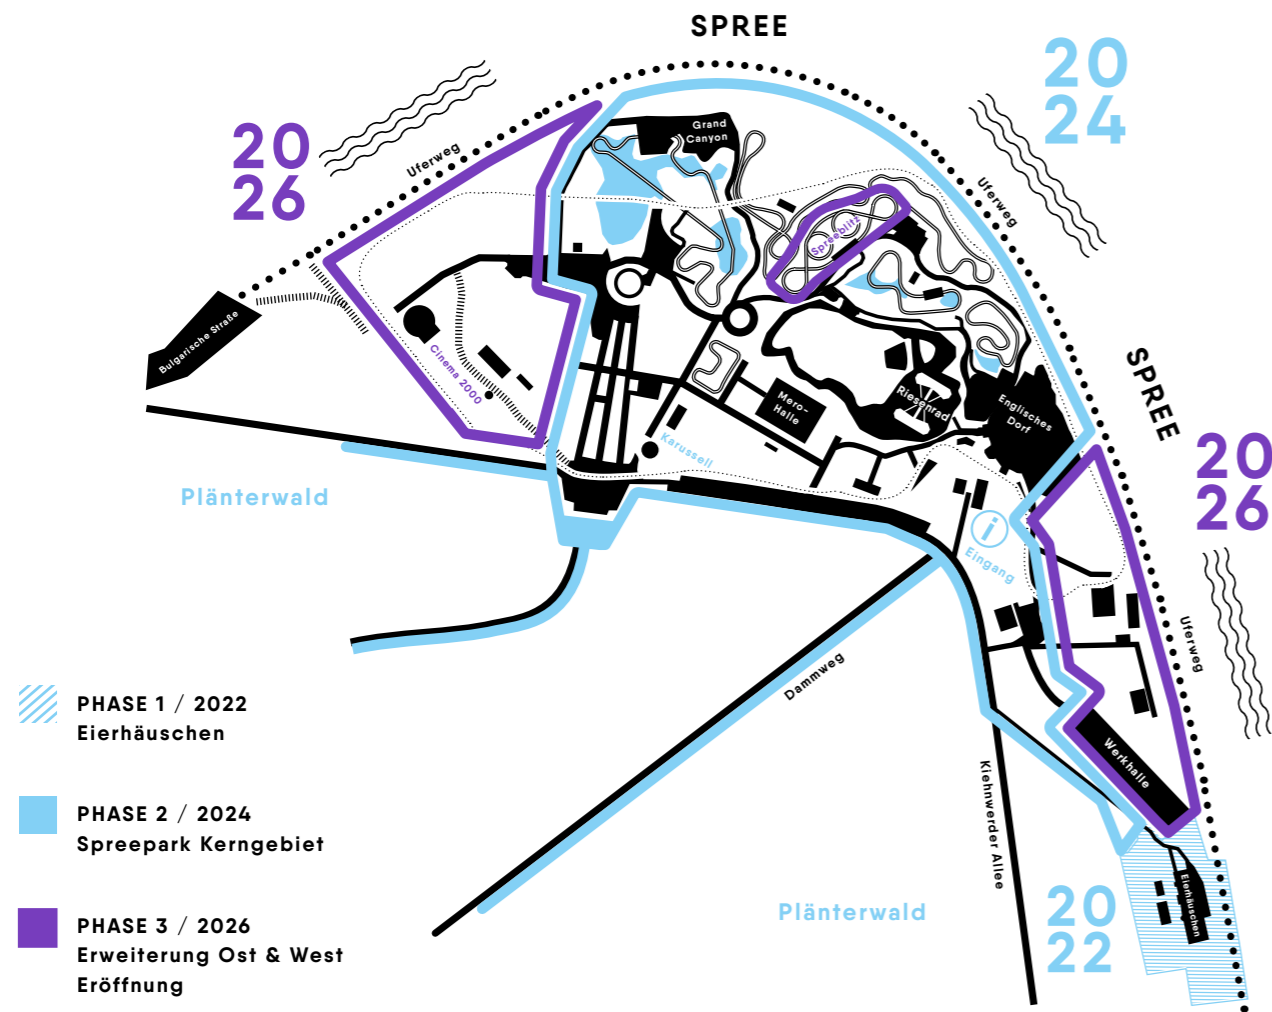 SPREE
20
24
20
26
Uferweg
Grand
Canyon
Uferweg
Spreeblitz
Bulgarische Straße
Cinema 2000
SPREE
Riesenrad
Mero-
Halle
Englisches
Dorf
Karussell
20
26
Plänterwald
i
Eingang
Uferweg
Dammweg
PHASE 1 / 2022
Eierhäuschen
Werkhalle
Kiehnwerder Allee
PHASE 2 / 2024
Spreepark Kerngebiet
Eierhäuschen
Plänterwald
20
22
PHASE 3 / 2026
Erweiterung Ost & West
Eröffnung